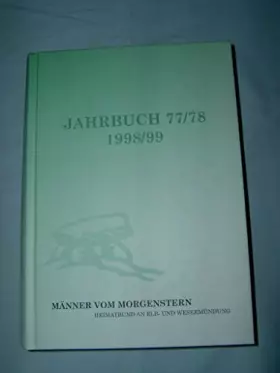 JAHRBUCH 77/78
1998/99
MÄNNER VOM MORGENSTERN
HEIMATBUND AN ELB- UND WESERMÜNDUNG